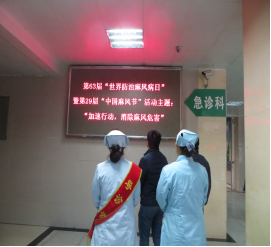 第63届“世界防治麻风病日”
暨第29届“中国麻风节”活动主题：
“加速行动，消除麻风危害”
急诊科